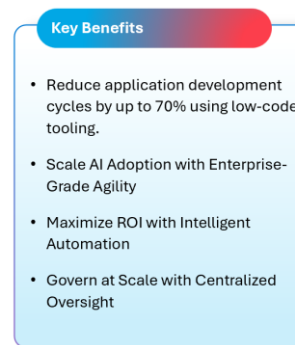 Key Benefits
• Reduce application development
cycles by up to 70% using low-code
tooling.
• Scale AI Adoption with Enterprise-
Grade Agility
• Maximize ROI with Intelligent
Automation
• Govern at Scale with Centralized
Oversight